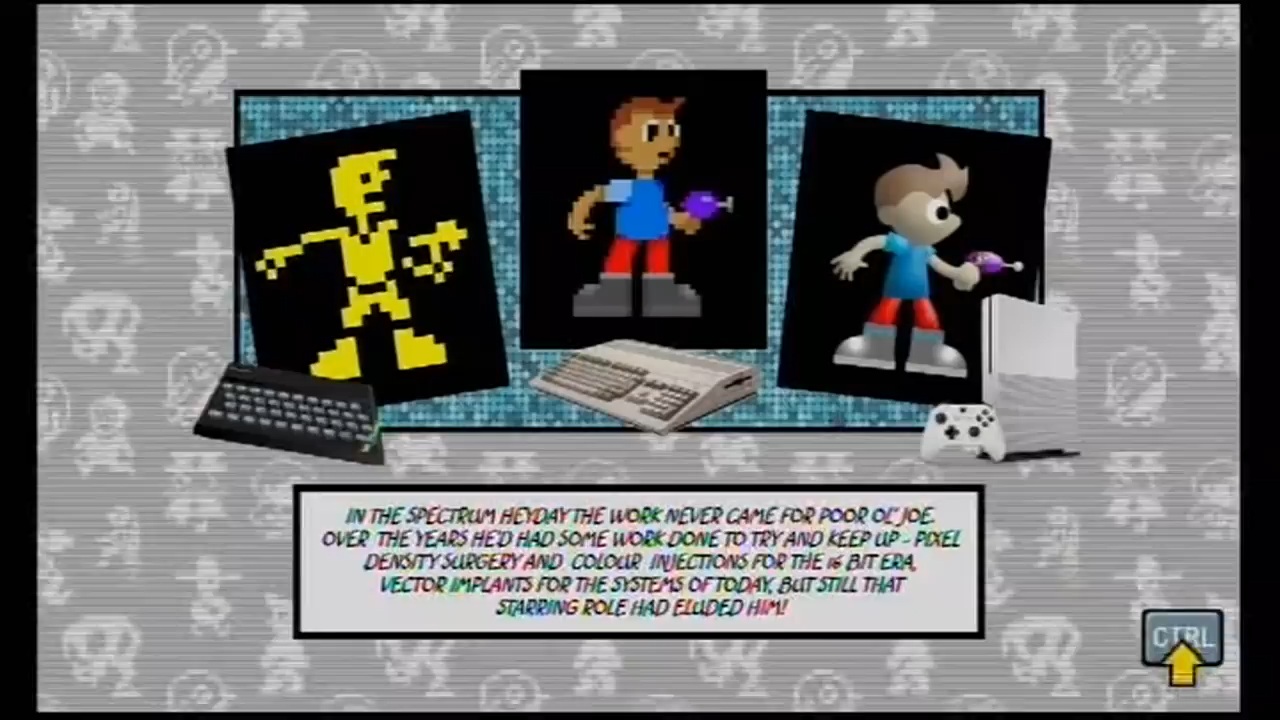 IN THE SPECTRUM HEYDAY THE WORK NEVER CAME FOR POOR OL' JOE.
OVER THE YEARS HE'D HAD SOME WORK DONE TO TRY AND KEEP UP - PIXEL
DENSITY SURGERY AND COLOUR INJECTIONS FOR THE 16 BIT ERA,
VECTOR IMPLANTS FOR THE SYSTEMS OF TODAY, BUT STILL THAT
STARRING ROLE HAD ELUDED HIM!
CTRL